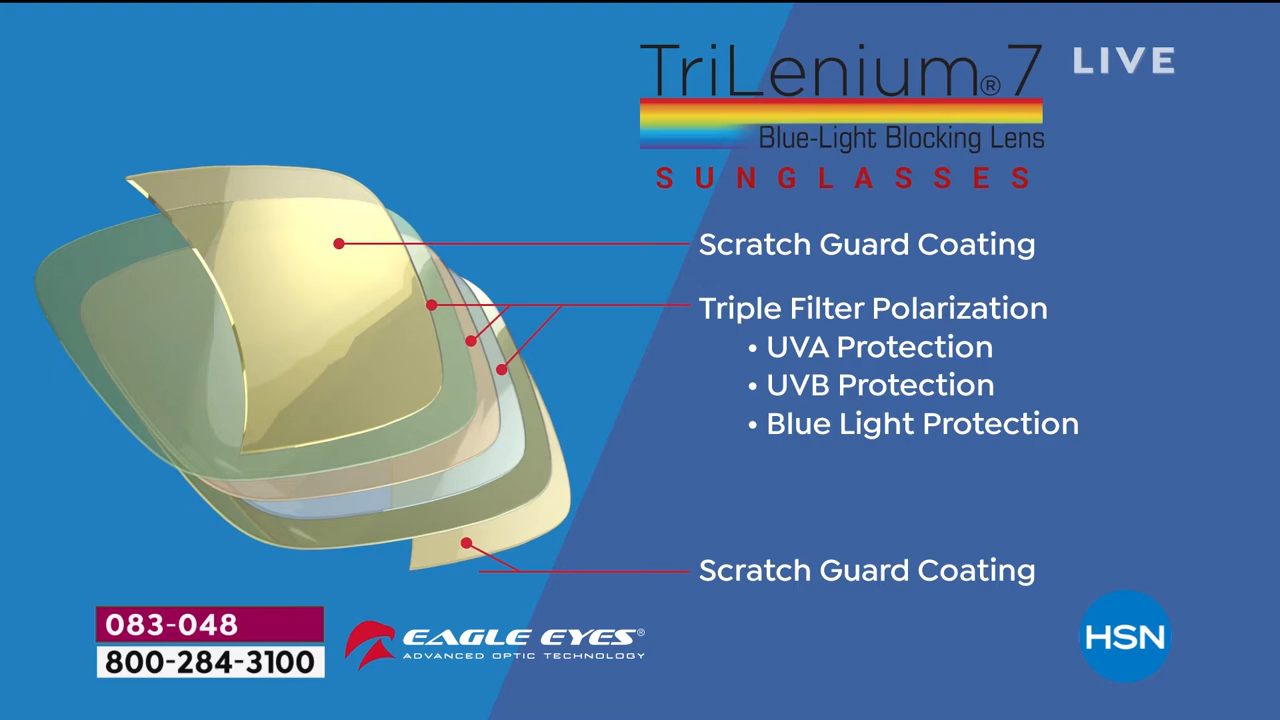 TriLenium® 7
LIVE
Blue-Light Blocking Lens
SUNGLASSES
Scratch Guard Coating
Triple Filter Polarization
• UVA Protection
• UVB Protection
• Blue Light Protection
Scratch Guard Coating
083-048
800-284-3100
EAGLE EYES®
ADVANCED OPTIC TECHNOLOGY
HSN